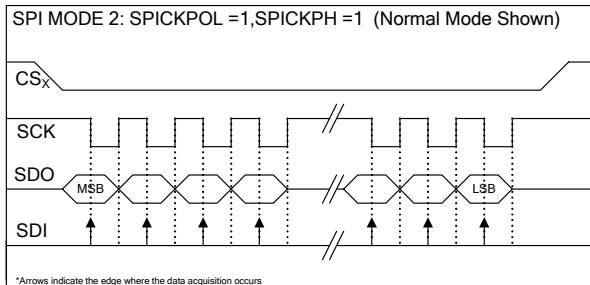 SPI MODE 2: SPICKPOL =1,SPICKPH =1 (Normal Mode Shown)
CSX
SCK
SDO
MSB
LSB
SDI
*Arrows indicate the edge where the data acquisition occurs